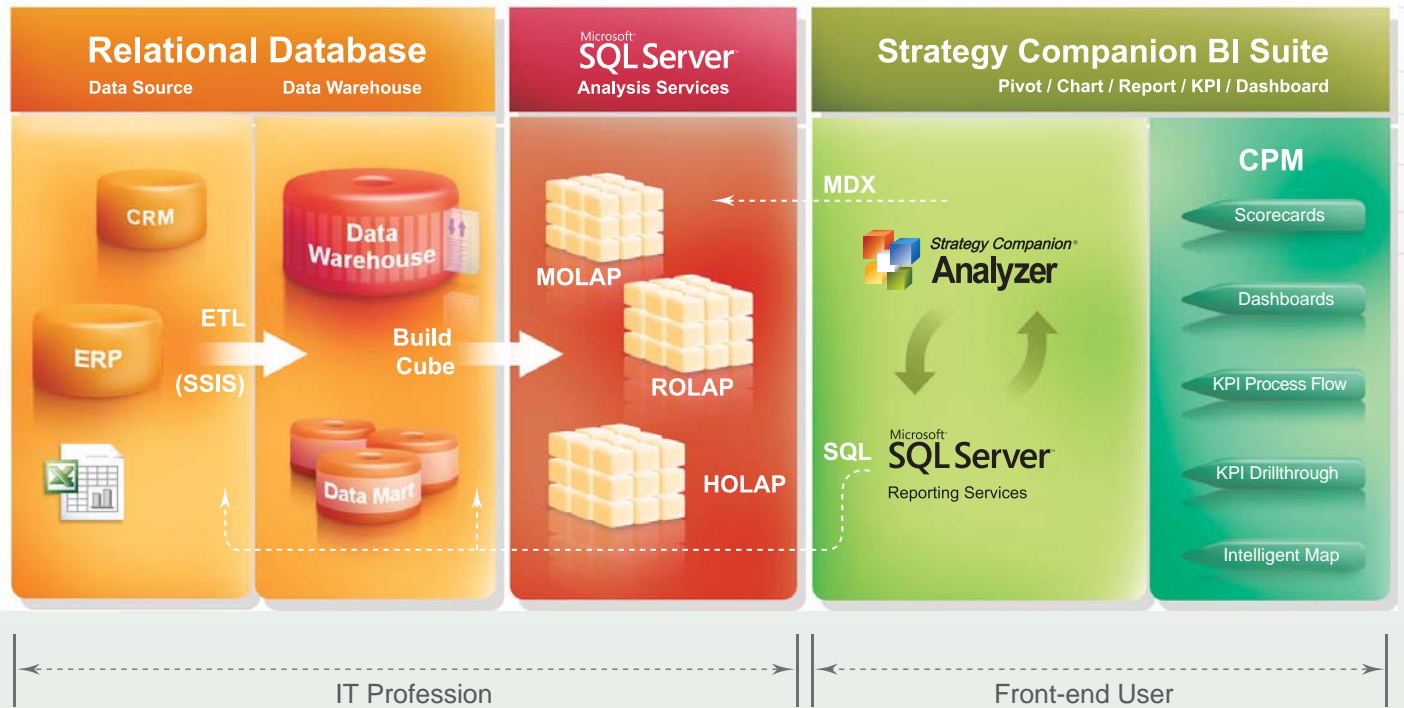 Relational Database
Data Source
Data Warehouse
Microsoft
SQL Server
Analysis Services
Strategy Companion BI Suite
Pivot / Chart / Report / KPI / Dashboard
CRM
ERP
ETL
(SSIS)
Data
Warehouse
Build
Cube
Data Mart
MOLAP
ROLAP
HOLAP
MDX
Strategy Companion®
Analyzer
SQL
Microsoft
SQL Server
Reporting Services
CPM
Scorecards
Dashboards
KPI Process Flow
KPI Drillthrough
Intelligent Map
IT Profession
Front-end User